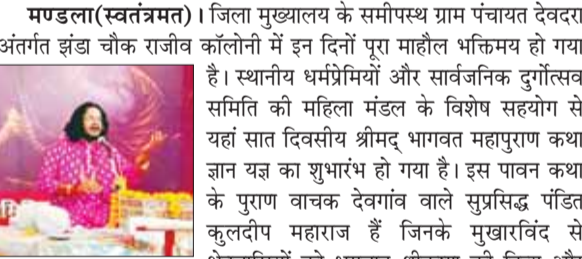 मण्डला(स्वतंत्रमत)। जिला मुख्यालय के समीपस्थ ग्राम पंचायत देवदरा
अंतर्गत झंडा चौक राजीव कॉलोनी में इन दिनों पूरा माहौल भक्तिमय हो गया
है। स्थानीय धर्मप्रेमियों और सार्वजनिक दुर्गोत्सव
समिति की महिला मंडल के विशेष सहयोग से
यहां सात दिवसीय श्रीमद् भागवत महापुराण कथा
ज्ञान यज्ञ का शुभारंभ हो गया है। इस पावन कथा
के पुराण वाचक देवगांव वाले सुप्रसिद्ध पंडित
कुलदीप महाराज हैं जिनके मुखारविंद से